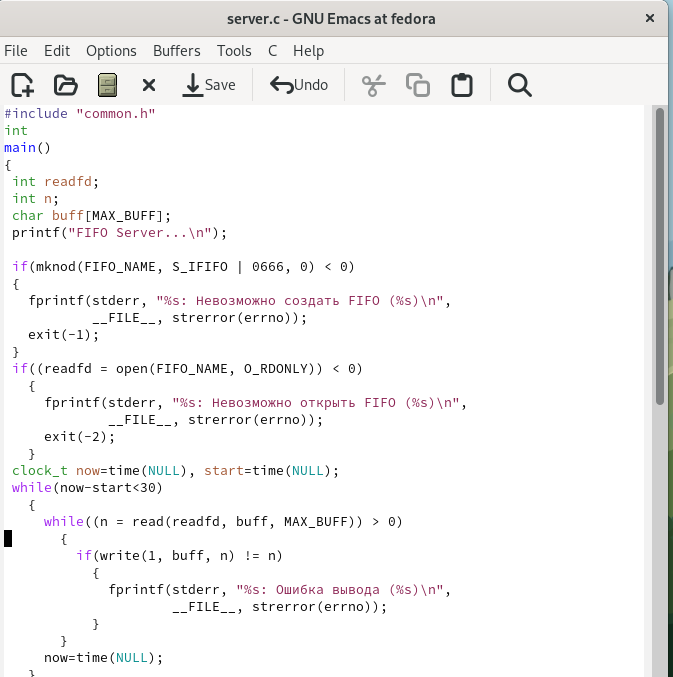 server.c - GNU Emacs at fedora
File Edit Options Buffers Tools C Help
Save Undo
#include "common.h"
int
main()
{
 int readfd;
 int n;
 char buff[MAX_BUFF];
 printf("FIFO Server...\n");
 if(mknod(FIFO_NAME, S_IFIFO | 0666, 0) < 0)
 {
   fprintf(stderr, "%s: Невозможно создать FIFO (%s)\n",
           __FILE__, strerror(errno));
   exit(-1);
 }
 if((readfd = open(FIFO_NAME, O_RDONLY)) < 0)
   {
     fprintf(stderr, "%s: Невозможно открыть FIFO (%s)\n",
             __FILE__, strerror(errno));
     exit(-2);
   }
 clock_t now=time(NULL), start=time(NULL);
 while(now-start<30)
   {
     while((n = read(readfd, buff, MAX_BUFF)) > 0)
       {
         if(write(1, buff, n) != n)
           {
             fprintf(stderr, "%s: Ошибка вывода (%s)\n",
                     __FILE__, strerror(errno));
           }
       }
     now=time(NULL);
   }